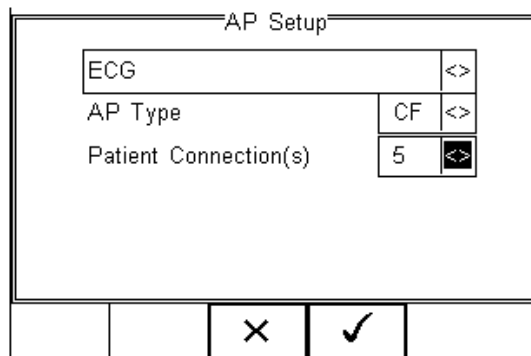 AP Setup
ECG <>
AP Type CF <>
Patient Connection(s) 5 <>